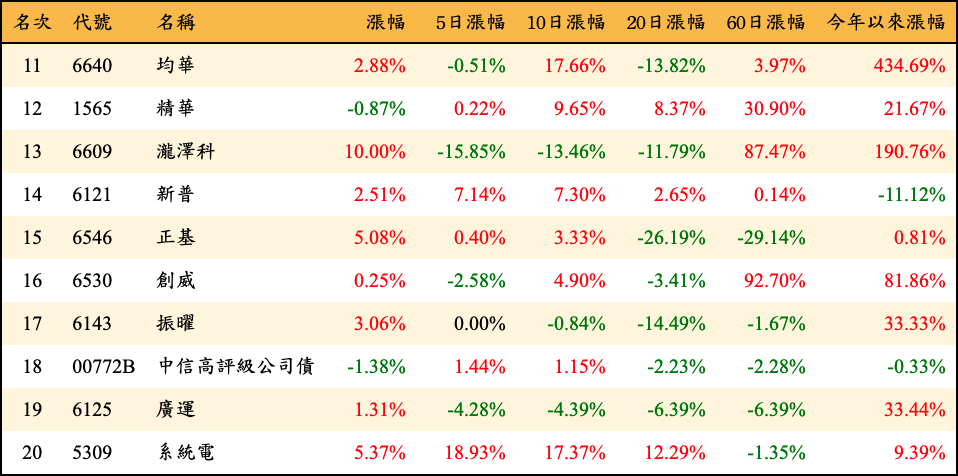 名次 代號 名稱 漲幅 5日漲幅 10日漲幅 20日漲幅 60日漲幅 今年以來漲幅
11 6640 均華 2.88% -0.51% 17.66% -13.82% 3.97% 434.69%
12 1565 精華 -0.87% 0.22% 9.65% 8.37% 30.90% 21.67%
13 6609 瀧澤科 10.00% -15.85% -13.46% -11.79% 87.47% 190.76%
14 6121 新普 2.51% 7.14% 7.30% 2.65% 0.14% -11.12%
15 6546 正基 5.08% 0.40% 3.33% -26.19% -29.14% 0.81%
16 6530 創威 0.25% -2.58% 4.90% -3.41% 92.70% 81.86%
17 6143 振曜 3.06% 0.00% -0.84% -14.49% -1.67% 33.33%
18 00772B 中信高評級公司債 -1.38% 1.44% 1.15% -2.23% -2.28% -0.33%
19 6125 廣運 1.31% -4.28% -4.39% -6.39% -6.39% 33.44%
20 5309 系統電 5.37% 18.93% 17.37% 12.29% -1.35% 9.39%